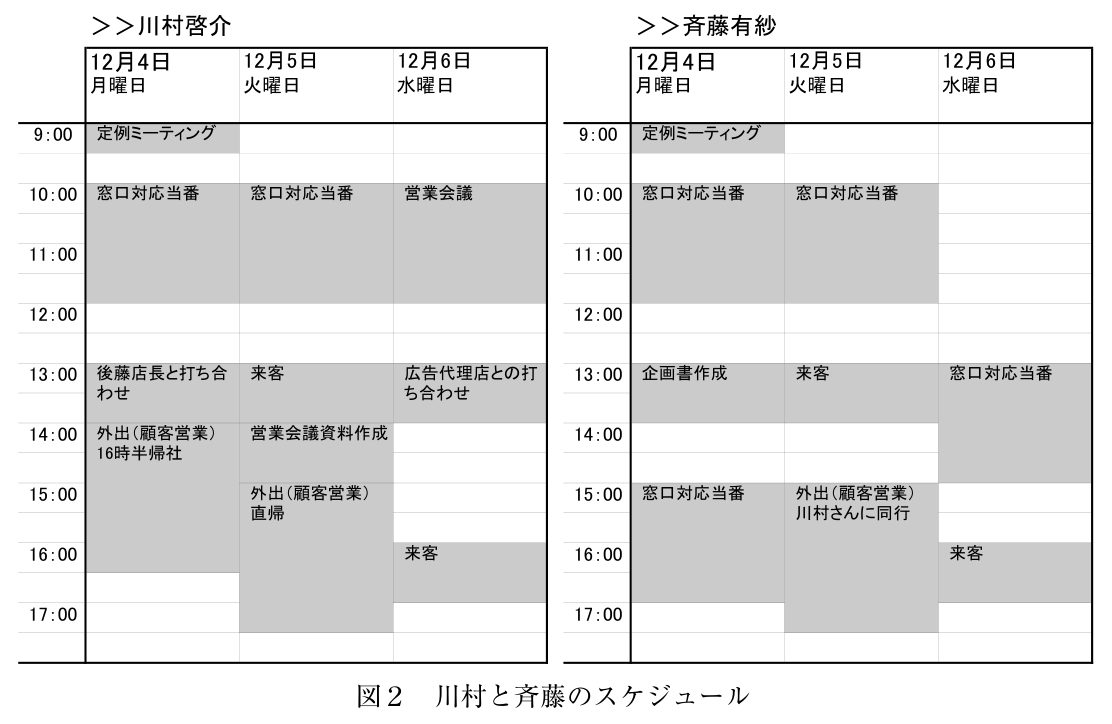 ＞＞川村啓介
12月4日
月曜日
12月5日
火曜日
12月6日
水曜日
9:00
定例ミーティング
10:00
窓口対応当番
窓口対応当番
営業会議
11:00
12:00
13:00
後藤店長と打ち合
わせ
来客
広告代理店との打
ち合わせ
14:00
外出（顧客営業）
16時半帰社
営業会議資料作成
15:00
外出（顧客営業）
直帰
16:00
来客
17:00
＞＞斉藤有紗
12月4日
月曜日
12月5日
火曜日
12月6日
水曜日
9:00
定例ミーティング
10:00
窓口対応当番
窓口対応当番
11:00
12:00
13:00
企画書作成
来客
窓口対応当番
14:00
15:00
窓口対応当番
外出（顧客営業）
川村さんに同行
16:00
来客
17:00
図２　川村と斉藤のスケジュール